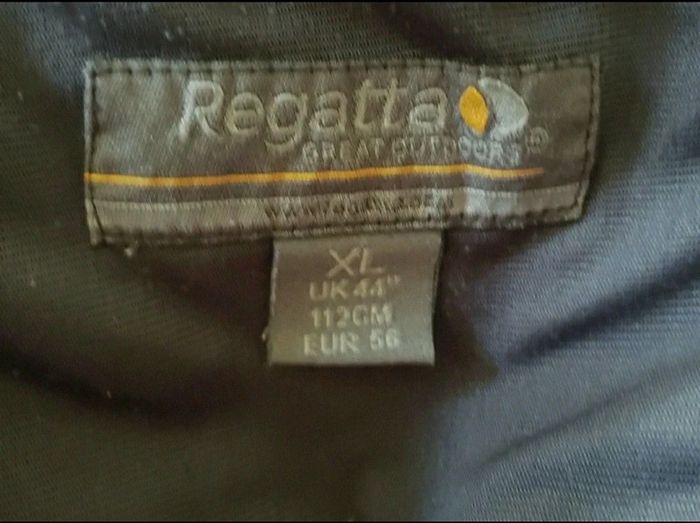 Regatta
GREAT OUTDOORS®
XL
UK 44"
112CM
EUR 56